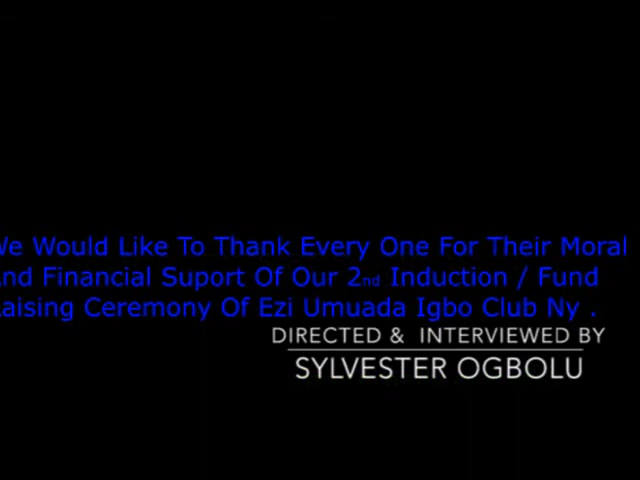 We Would Like To Thank Every One For Their Moral
And Financial Suport Of Our 2nd Induction / Fund
Raising Ceremony Of Ezi Umuada Igbo Club Ny .
DIRECTED & INTERVIEWED BY
SYLVESTER OGBOLU